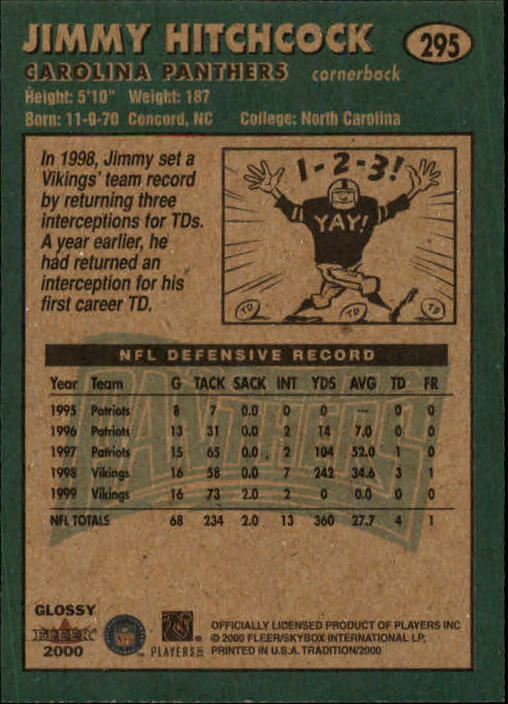 JIMMY HITCHCOCK 295
CAROLINA PANTHERS cornerback
Height: 5'10" Weight: 187
Born: 11-9-70 Concord, NC College: North Carolina
In 1998, Jimmy set a
Vikings' team record
by returning three
interceptions for TDs.
A year earlier, he
had returned an
interception for his
first career TD.
1-2-3!
YAY!
TD TD TD
NFL DEFENSIVE RECORD
Year Team G TACK SACK INT YDS AVG TD FR
1995 Patriots 8 7 0.0 0 0 --- 0 0
1996 Patriots 13 31 0.0 2 14 7.0 0 0
1997 Patriots 15 65 0.0 2 104 52.0 1 0
1998 Vikings 16 58 0.0 7 242 34.6 3 1
1999 Vikings 16 73 2.0 2 0 0.0 0 0
NFL TOTALS 68 234 2.0 13 360 27.7 4 1
PANTHERS
GLOSSY
FLEER
2000
NFL
PLAYERS INC
OFFICIALLY LICENSED PRODUCT OF PLAYERS INC
© 2000 FLEER/SKYBOX INTERNATIONAL LP,
PRINTED IN U.S.A. TRADITION/2000